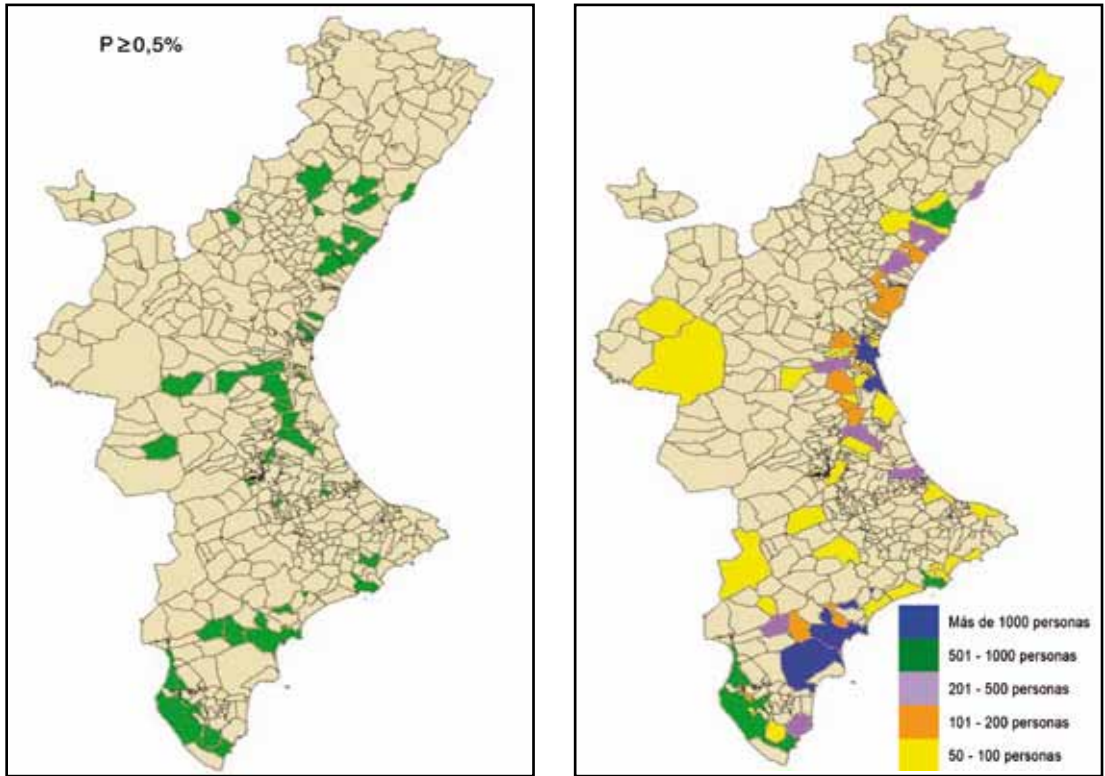 P ≥ 0,5%
Más de 1000 personas
501 - 1000 personas
201 - 500 personas
101 - 200 personas
50 - 100 personas